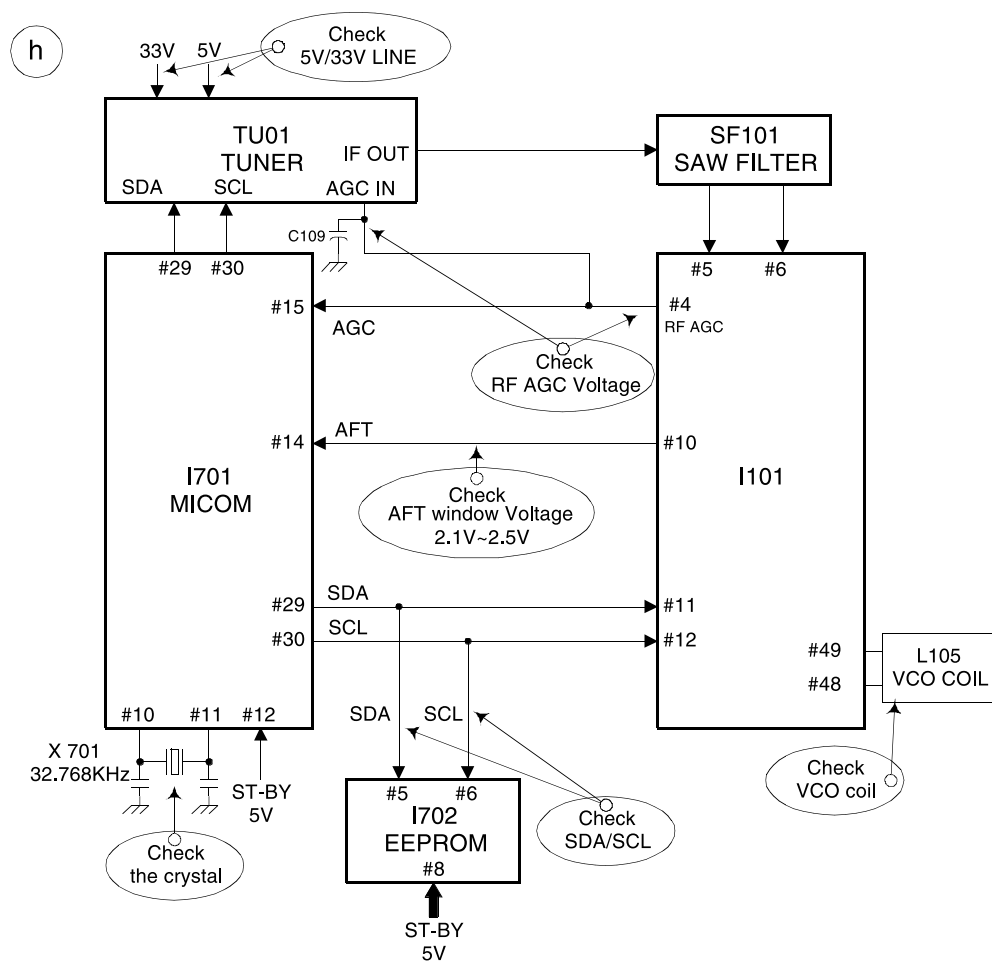 h
33V
5V
Check
5V/33V LINE
TU01
TUNER
IF OUT
SDA
SCL
AGC IN
SF101
SAW FILTER
C109
#29
#30
#5
#6
#15
AGC
#4
RF AGC
Check
RF AGC Voltage
#14
AFT
#10
I701
MICOM
Check
AFT window Voltage
2.1V~2.5V
I101
#29
SDA
#11
#30
SCL
#12
#49
#48
L105
VCO COIL
#10
#11
#12
SDA
SCL
X 701
32.768KHz
ST-BY
5V
Check
the crystal
#5
#6
I702
EEPROM
#8
Check
SDA/SCL
Check
VCO coil
ST-BY
5V